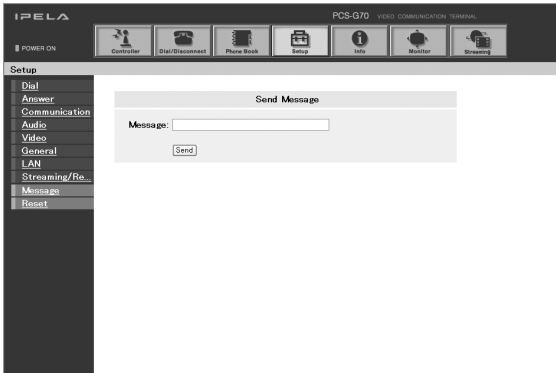 IPELA
PCS-G70 VIDEO COMMUNICATION TERMINAL
POWER ON
Controller
Dial/Disconnect
Phone Book
Setup
Info
Monitor
Streaming
Setup
Dial
Answer
Communication
Audio
Video
General
LAN
Streaming/Re...
Message
Reset
Send Message
Message:
Send